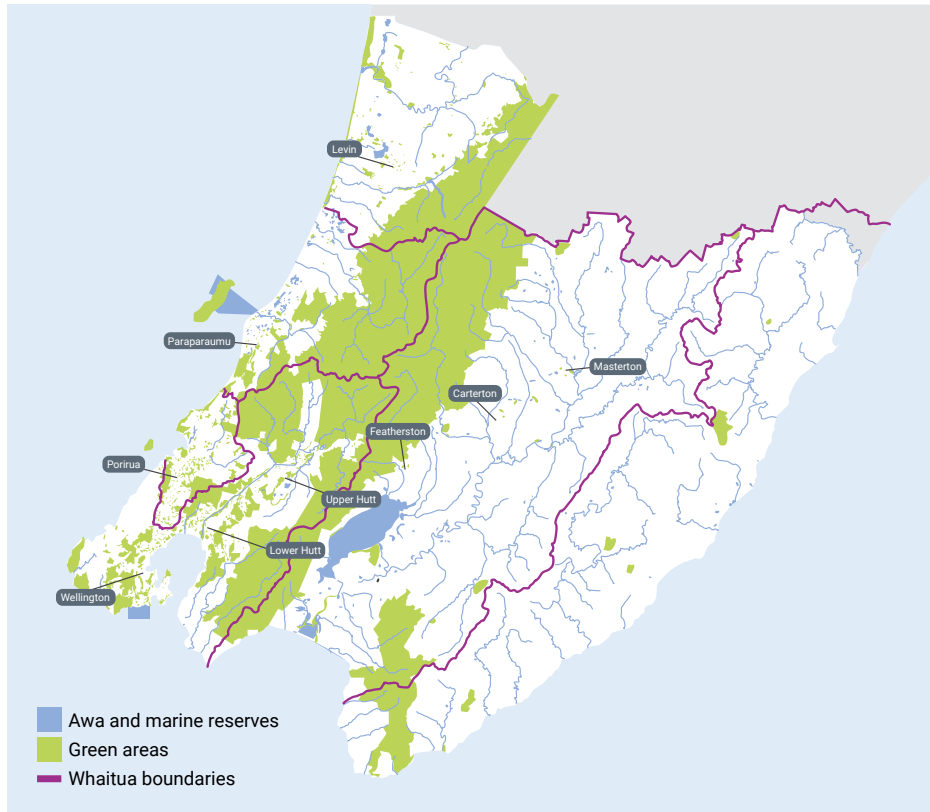 Levin
Paraparaumu
Masterton
Carterton
Featherston
Porirua
Upper Hutt
Lower Hutt
Wellington
Awa and marine reserves
Green areas
Whaitua boundaries